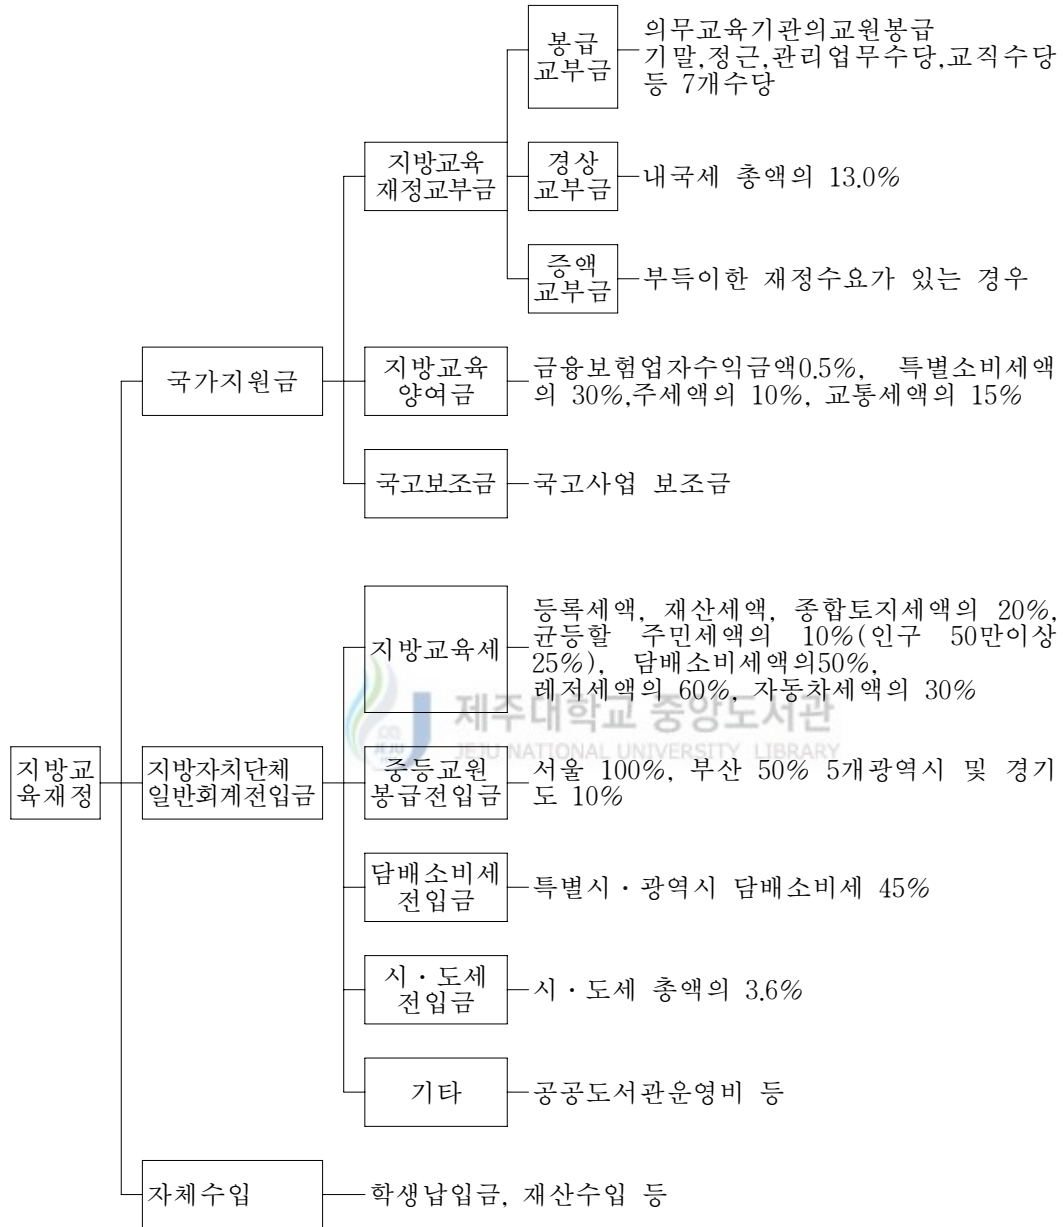 봉급
교부금
의무교육기관의교원봉급
기말,정근,관리업무수당,교직수당
등 7개수당
지방교육
재정교부금
경상
교부금
내국세 총액의 13.0%
증액
교부금
부득이한 재정수요가 있는 경우
국가지원금
지방교육
양여금
금융보험업자수익금액0.5%, 특별소비세액
의 30%,주세액의 10%, 교통세액의 15%
국고보조금
국고사업 보조금
지방교육세
등록세액, 재산세액, 종합토지세액의 20%,
균등할 주민세액의 10%(인구 50만이상
25%), 담배소비세액의50%,
레저세액의 60%, 자동차세액의 30%
제주대학교 중앙도서관
JEJU NATIONAL UNIVERSITY LIBRARY
JEJU
지방교
육재정
지방자치단체
일반회계전입금
중등교원
봉급전입금
서울 100%, 부산 50% 5개광역시 및 경기
도 10%
담배소비세
전입금
특별시·광역시 담배소비세 45%
시·도세
전입금
시·도세 총액의 3.6%
기타
공공도서관운영비 등
자체수입
학생납입금, 재산수입 등